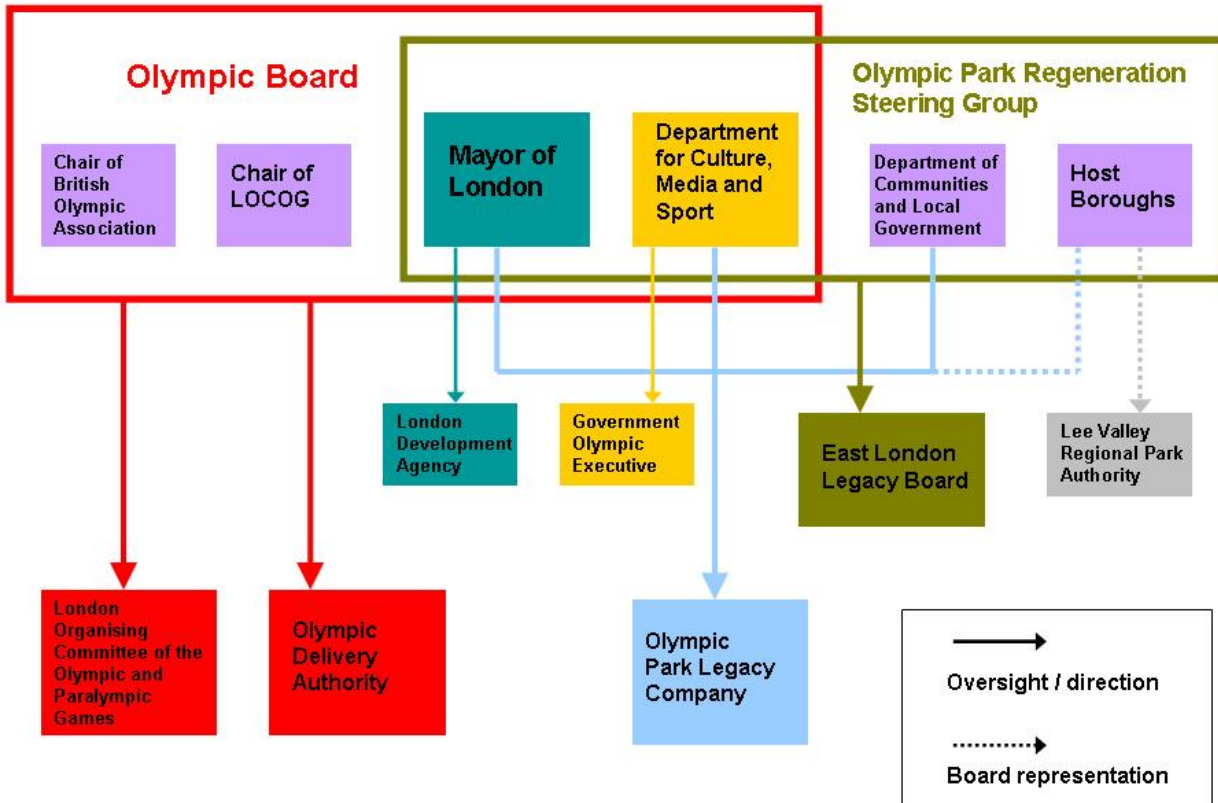 Olympic Board
Olympic Park Regeneration
Steering Group
Chair of
British
Olympic
Association
Chair of
LOCOG
Mayor of
London
Department
for Culture,
Media and
Sport
Department of
Communities
and Local
Government
Host
Boroughs
London
Development
Agency
Government
Olympic
Executive
East London
Legacy Board
Lee Valley
Regional Park
Authority
London
Organising
Committee of the
Olympic and
Paralympic
Games
Olympic
Delivery
Authority
Olympic
Park Legacy
Company
Oversight / direction
Board representation